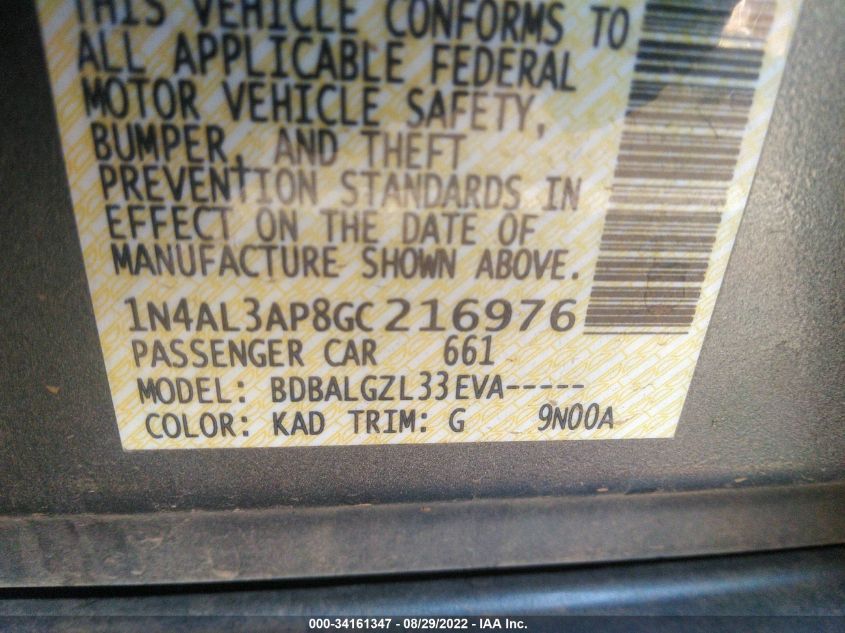 THIS VEHICLE CONFORMS TO
ALL APPLICABLE FEDERAL
MOTOR VEHICLE SAFETY,
BUMPER, AND THEFT
PREVENTION STANDARDS IN
EFFECT ON THE DATE OF
MANUFACTURE SHOWN ABOVE.
1N4AL3AP8GC216976
PASSENGER CAR 661
MODEL: BDBALGZL33EVA-----
COLOR: KAD TRIM: G 9N00A
000-34161347 - 08/29/2022 - IAA Inc.